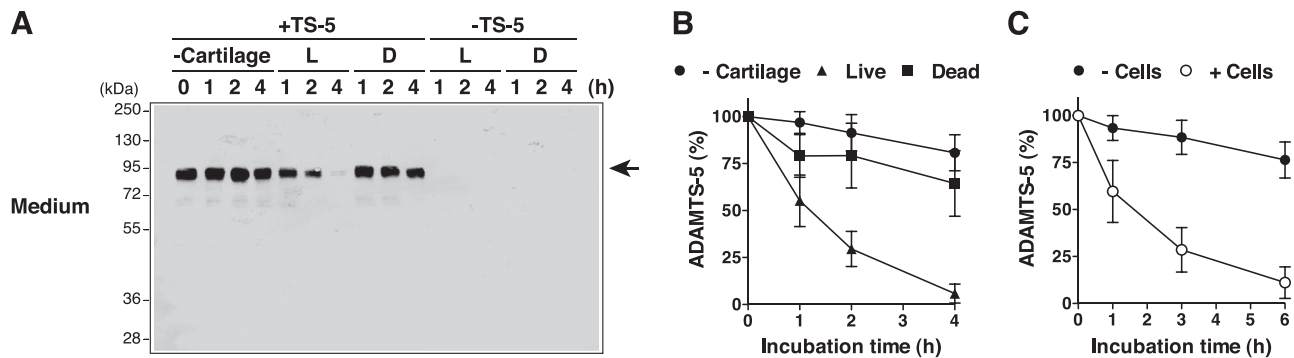 A
+TS-5 -TS-5
-Cartilage L D L D
(kDa) 0 1 2 4 1 2 4 1 2 4 1 2 4 1 2 4 (h)
250
130
95
72
55
36
28
Medium
B
- Cartilage Live Dead
ADAMTS-5 (%)
100
75
50
25
0
0 1 2 3 4
Incubation time (h)
C
- Cells + Cells
ADAMTS-5 (%)
100
75
50
25
0
0 1 2 3 4 5 6
Incubation time (h)